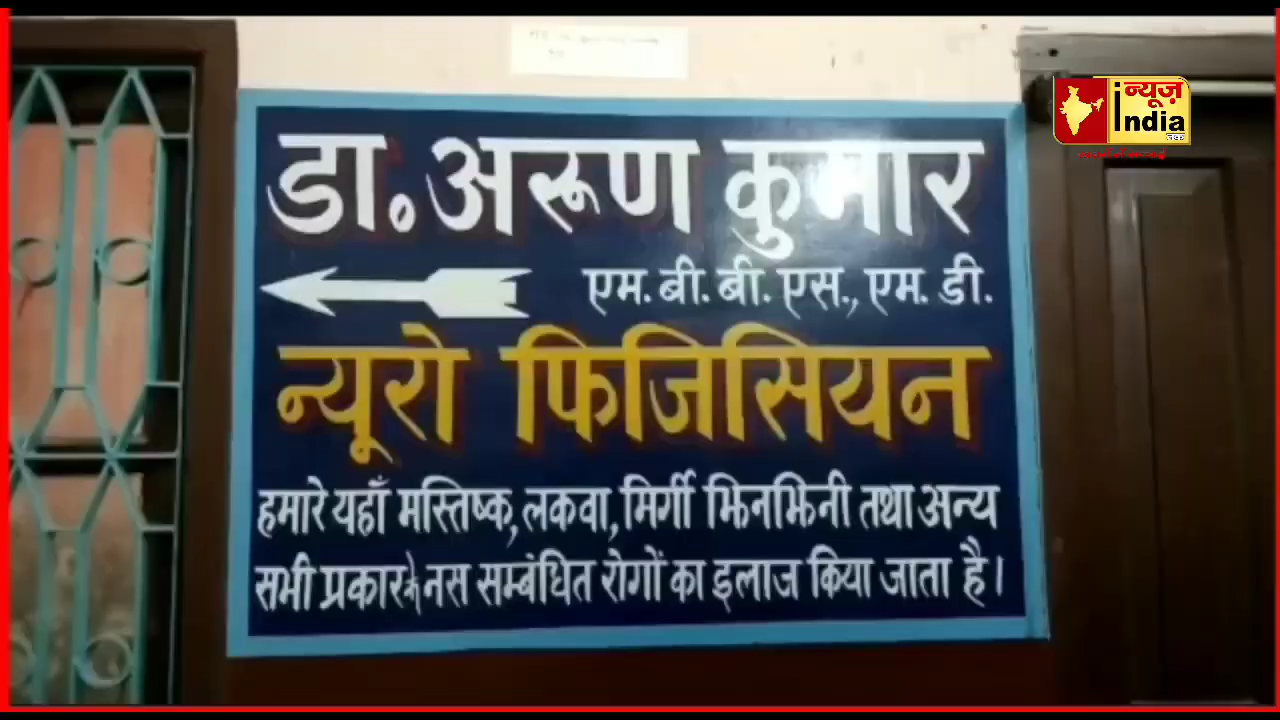 डा. अरूण कुमार
एम. बी. बी. एस., एम. डी.
न्यूरो फिजिसियन
हमारे यहाँ मस्तिष्क, लकवा, मिर्गी झिनझिनी तथा अन्य
सभी प्रकार के नस सम्बंधित रोगों का इलाज किया जाता है।
न्यूज़
india